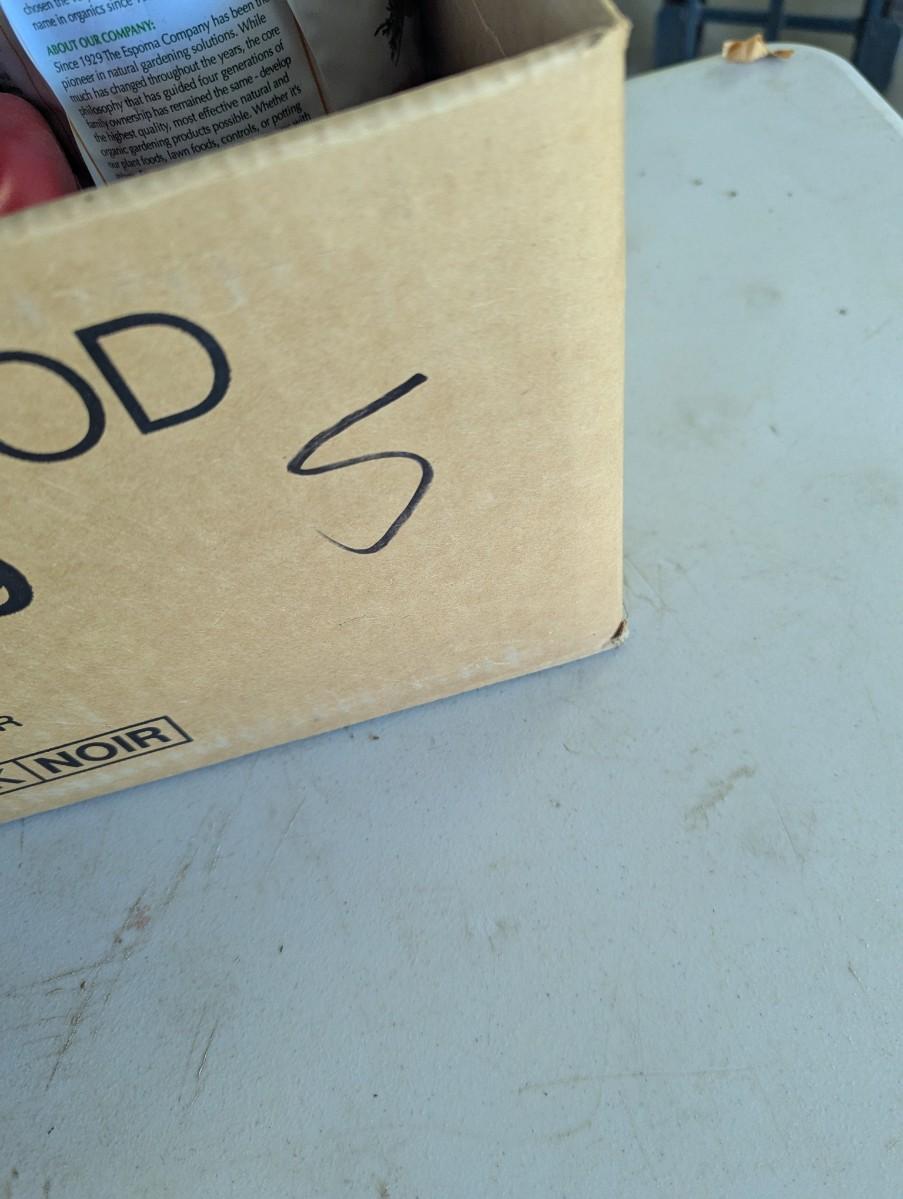 name in organics since
ABOUT OUR COMPANY:
Since 1929 The Espoma Company has been the
pioneer in natural gardening solutions. While
much has changed throughout the years, the core
philosophy that has guided four generations of
family ownership has remained the same - develop
the highest quality, most effective natural and
organic gardening products possible. Whether it's
our plant foods, lawn foods, controls, or potting
with
OD
S
R
K NOIR